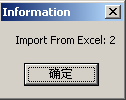 Information
Import From Excel: 2
确定